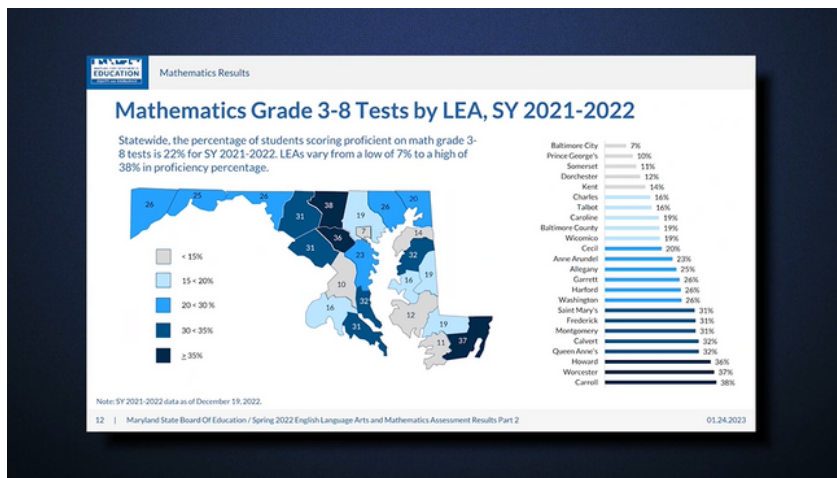 EDUCATION
Mathematics Results
Mathematics Grade 3-8 Tests by LEA, SY 2021-2022
Statewide, the percentage of students scoring proficient on math grade 3-
8 tests is 22% for SY 2021-2022. LEAs vary from a low of 7% to a high of
38% in proficiency percentage.
26
25
26
31
38
19
26
20
7
14
36
31
23
32
10
16
19
16
32
12
31
19
11
37
< 15%
15 < 20%
20 < 30 %
30 < 35%
≥ 35%
Baltimore City 7%
Prince George's 10%
Somerset 11%
Dorchester 12%
Kent 14%
Charles 16%
Talbot 16%
Caroline 19%
Baltimore County 19%
Wicomico 19%
Cecil 20%
Anne Arundel 23%
Allegany 25%
Garrett 26%
Harford 26%
Washington 26%
Saint Mary's 31%
Frederick 31%
Montgomery 31%
Calvert 32%
Queen Anne's 32%
Howard 36%
Worcester 37%
Carroll 38%
Note: SY 2021-2022 data as of December 19, 2022.
12 | Maryland State Board Of Education / Spring 2022 English Language Arts and Mathematics Assessment Results Part 2 01.24.2023